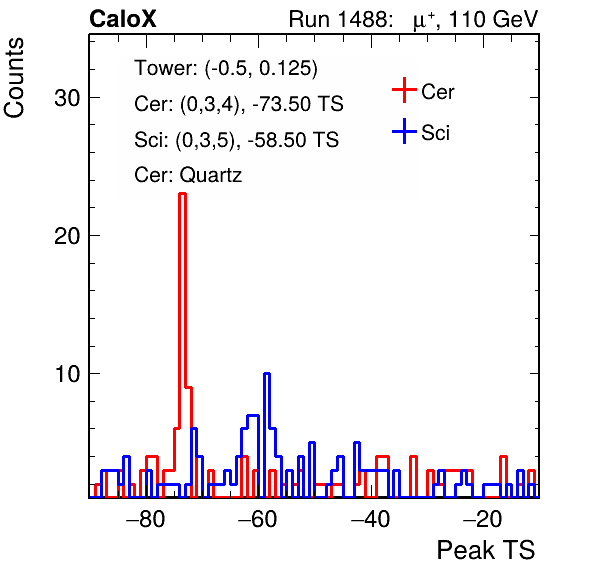 CaloX Run 1488: μ⁺, 110 GeV
Counts
Tower: (-0.5, 0.125)
Cer: (0,3,4), -73.50 TS
Sci: (0,3,5), -58.50 TS
Cer: Quartz
Cer
Sci
30
20
10
−80 −60 −40 −20
Peak TS